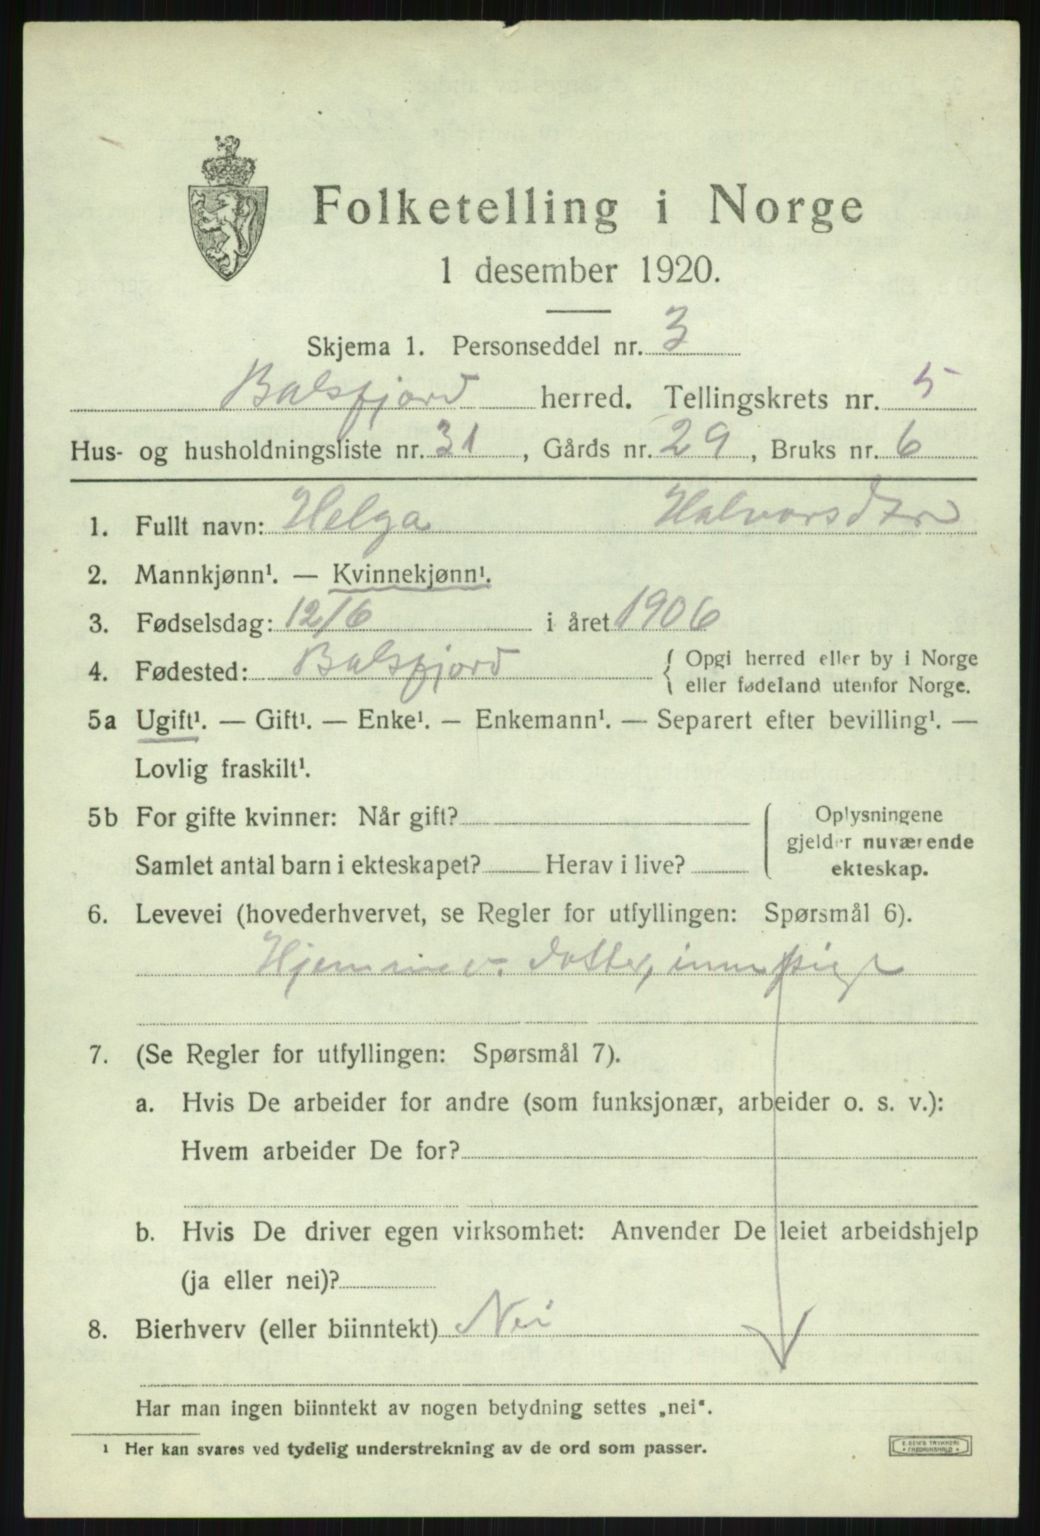 Folketelling i Norge
1 desember 1920.
Skjema 1. Personseddel nr. 3
Balsfjord herred. Tellingskrets nr. 5
Hus- og husholdningsliste nr. 31, Gårds nr. 29, Bruks nr. 6
1. Fullt navn: Helga Halvorsdtr
2. Mannkjønn¹. — Kvinnekjønn¹.
3. Fødselsdag: 12/6 i året 1906
4. Fødested: Balsfjord { Opgi herred eller by i Norge
eller fødeland utenfor Norge.
5a Ugift¹. — Gift¹. — Enke¹. — Enkemann¹. — Separert efter bevilling¹. —
Lovlig fraskilt¹.
5b For gifte kvinner: Når gift? { Oplysningene
gjelder nuværende
Samlet antal barn i ekteskapet? Herav i live? ekteskap.
6. Levevei (hovederhvervet, se Regler for utfyllingen: Spørsmål 6).
Hjemmev. datter, innepige
7. (Se Regler for utfyllingen: Spørsmål 7).
a. Hvis De arbeider for andre (som funksjonær, arbeider o. s. v.):
Hvem arbeider De for?
b. Hvis De driver egen virksomhet: Anvender De leiet arbeidshjelp
(ja eller nei)?
8. Bierhverv (eller biinntekt) Nei
Har man ingen biinntekt av nogen betydning settes „nei“.
¹ Her kan svares ved tydelig understrekning av de ord som passer.